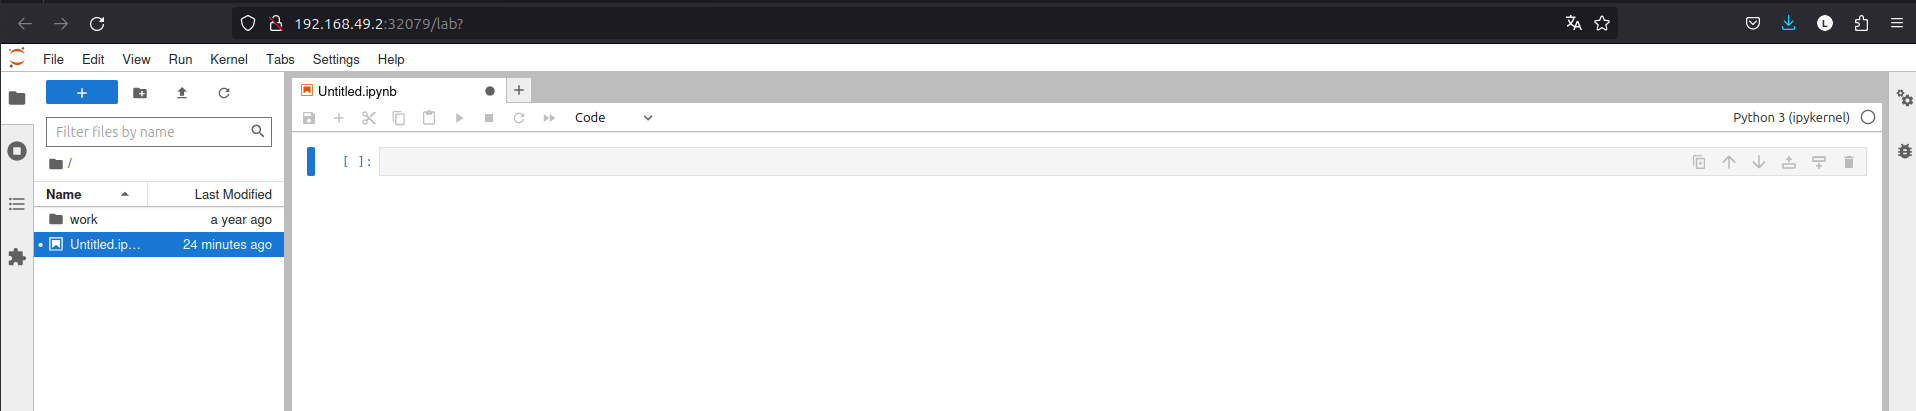 192.168.49.2:32079/lab?
L
File Edit View Run Kernel Tabs Settings Help
+
Filter files by name
/
Name Last Modified
work a year ago
Untitled.ip... 24 minutes ago
Untitled.ipynb
+
Code
Python 3 (ipykernel)
[ ]: